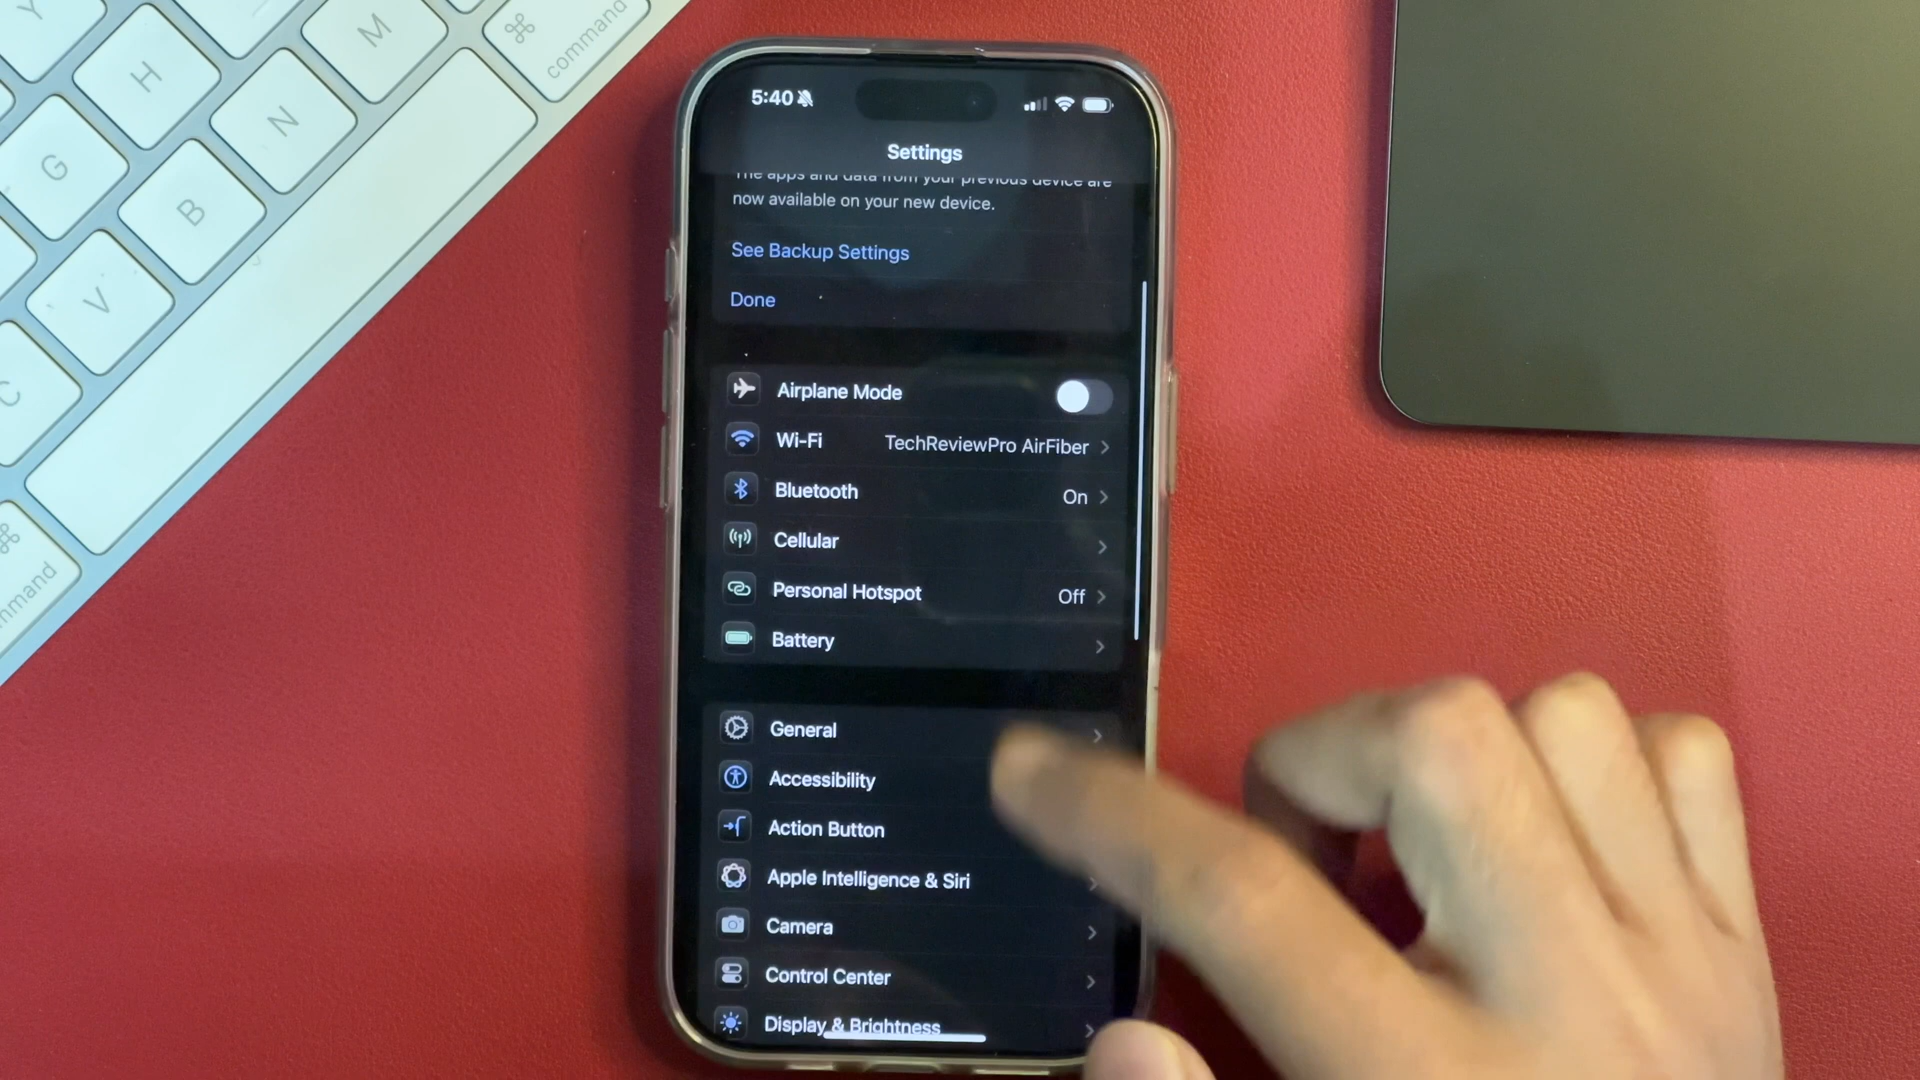 Y
H
M
⌘
command
G
N
B
V
C
⌘
mmand
5:40
Settings
The apps and data from your previous device are
now available on your new device.
See Backup Settings
Done
Airplane Mode
Wi-Fi TechReviewPro AirFiber
Bluetooth On
Cellular
Personal Hotspot Off
Battery
General
Accessibility
Action Button
Apple Intelligence & Siri
Camera
Control Center
Display & Brightness